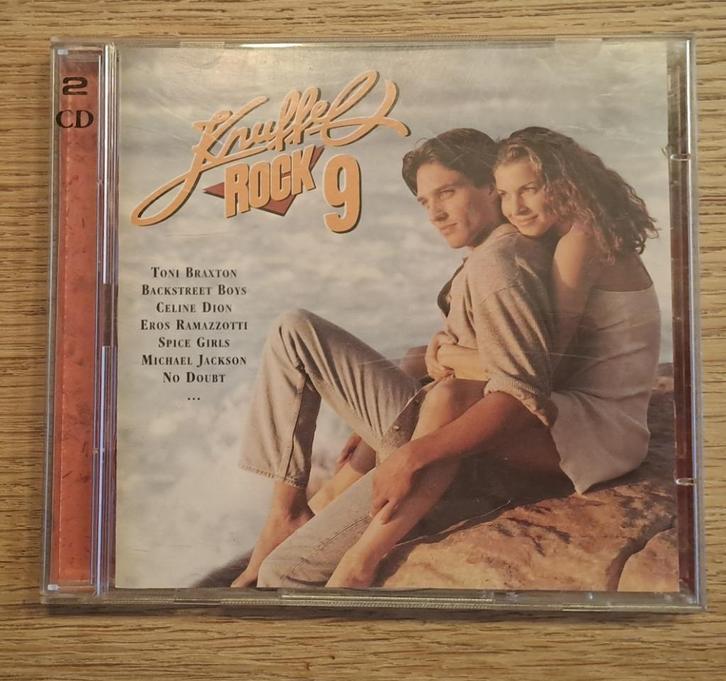 2
CD
Knuffel
ROCK 9
TONI BRAXTON
BACKSTREET BOYS
CELINE DION
EROS RAMAZZOTTI
SPICE GIRLS
MICHAEL JACKSON
NO DOUBT
...